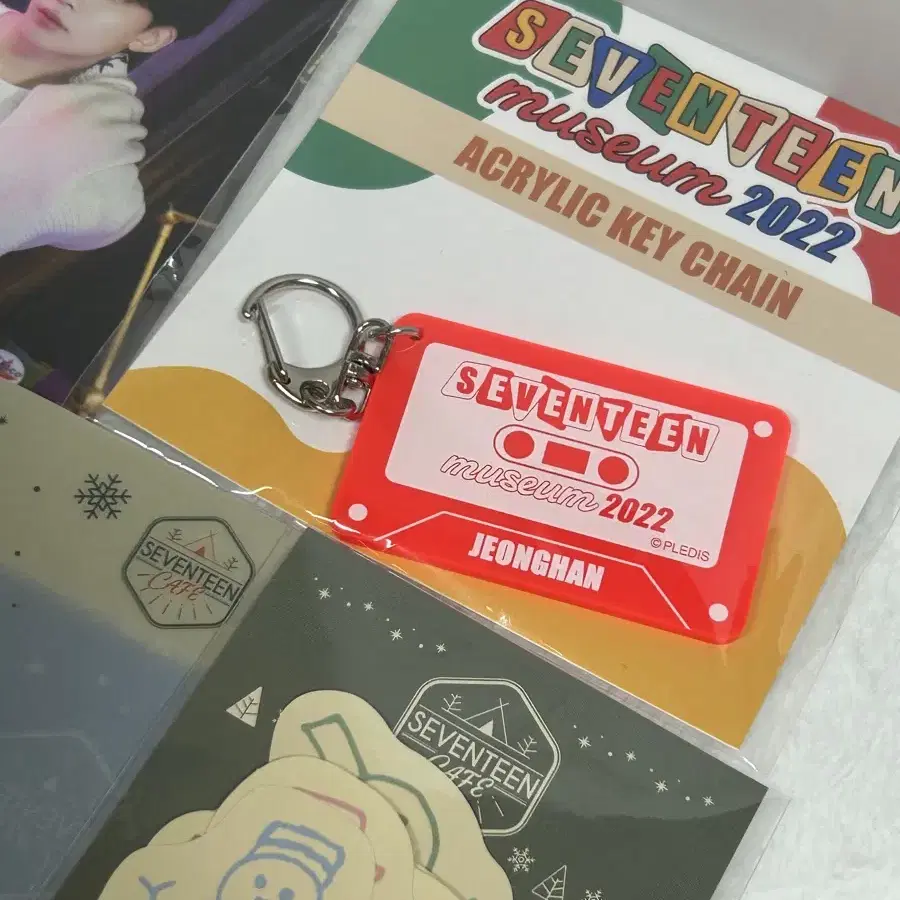 SEVENTEEN
museum 2022
ACRYLIC KEY CHAIN
SEVENTEEN
museum 2022
©PLEDIS
JEONGHAN
SEVENTEEN
CAFE
SEVENTEEN
CAFE